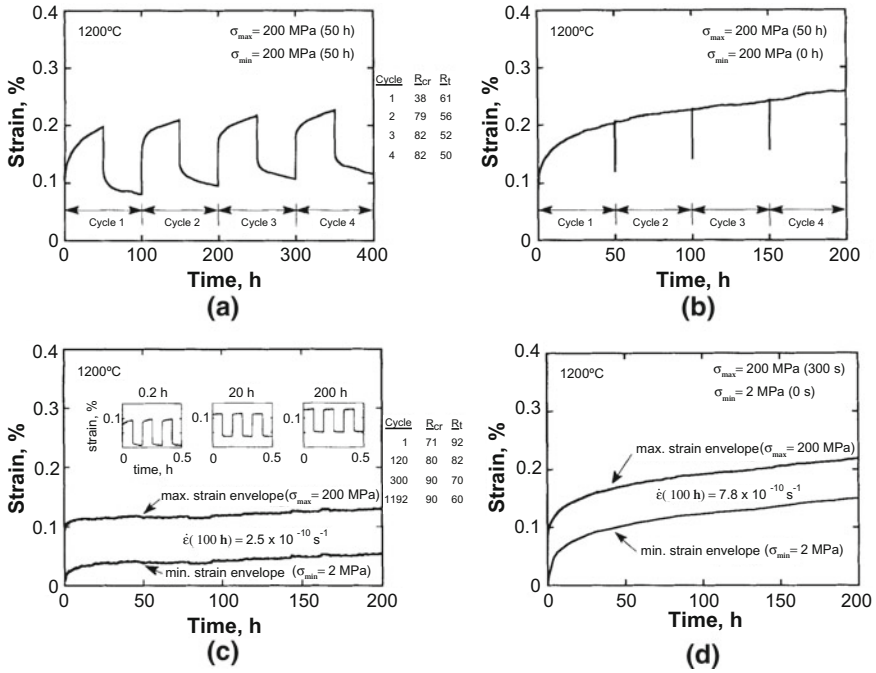 1200ºC
σmax= 200 MPa (50 h)
σmin= 200 MPa (50 h)
Strain, %
0.4
0.3
0.2
0.1
0
Cycle 1
Cycle 2
Cycle 3
Cycle 4
0 100 200 300 400
Time, h
(a)
Cycle Rcr Rt
1 38 61
2 79 56
3 82 52
4 82 50
1200ºC
σmax= 200 MPa (50 h)
σmin= 200 MPa (0 h)
Strain, %
0.4
0.3
0.2
0.1
0
Cycle 1
Cycle 2
Cycle 3
Cycle 4
0 50 100 150 200
Time, h
(b)
1200ºC
0.2 h
20 h
200 h
strain, %
0.1
0.1
0.1
0 0.5
0 0.5
0 0.5
time, h
max. strain envelope(σmax= 200 MPa)
ε̇( 100 h) = 2.5 x 10 -10 s-1
min. strain envelope (σmin= 2 MPa)
Strain, %
0.4
0.3
0.2
0.1
0
0 50 100 150 200
Time, h
(c)
Cycle Rcr Rt
1 71 92
120 80 82
300 90 70
1192 90 60
1200ºC
σmax= 200 MPa (300 s)
σmin= 2 MPa (0 s)
max. strain envelope(σmax= 200 MPa)
ε̇( 100 h) = 7.8 x 10 -10 s-1
min. strain envelope (σmin= 2 MPa)
Strain, %
0.4
0.3
0.2
0.1
0
0 50 100 150 200
Time, h
(d)